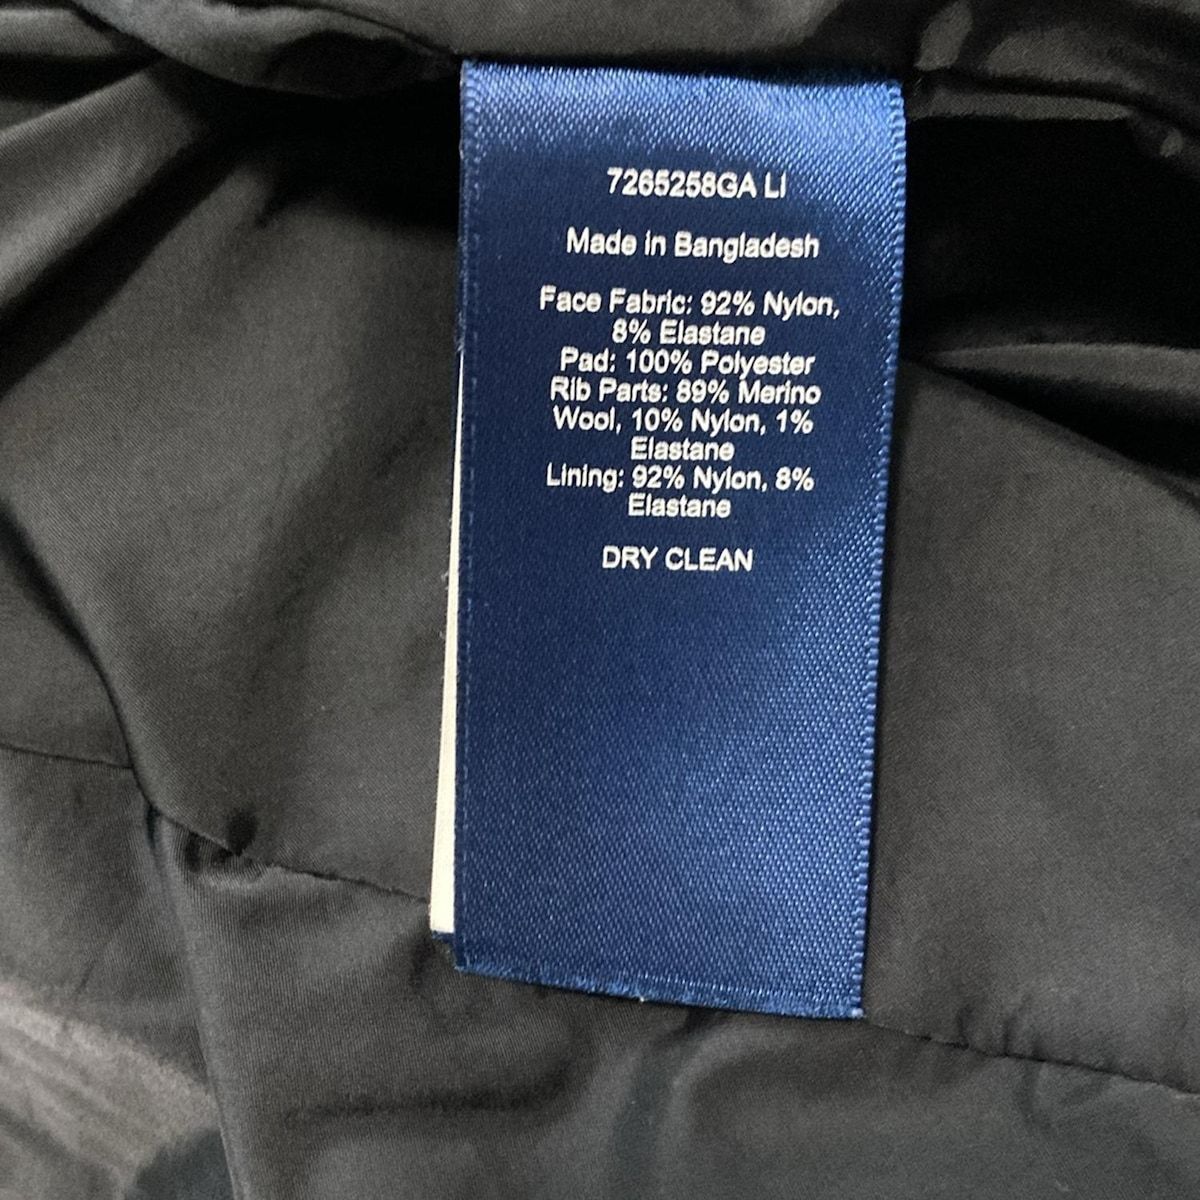 7265258GA LI
Made in Bangladesh
Face Fabric: 92% Nylon,
8% Elastane
Pad: 100% Polyester
Rib Parts: 89% Merino
Wool, 10% Nylon, 1%
Elastane
Lining: 92% Nylon, 8%
Elastane
DRY CLEAN